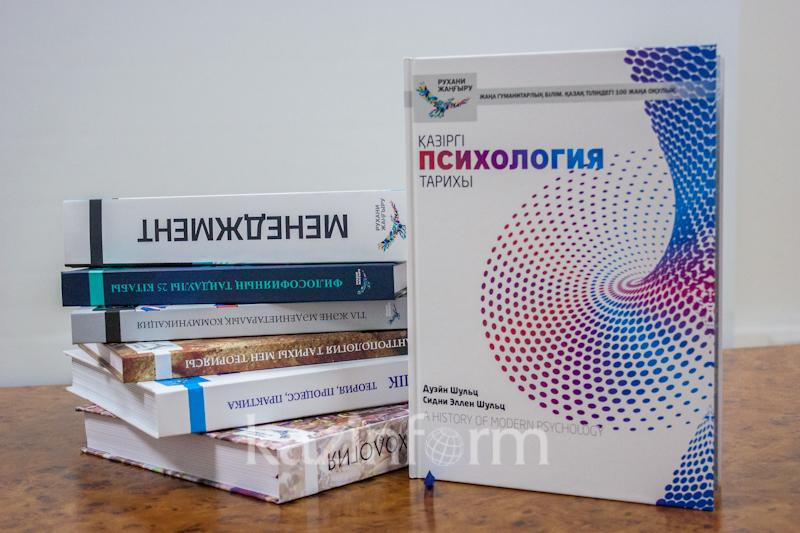 РУХАНИ
ЖАҢҒЫРУ
ЖАҢА ГУМАНИТАРЛЫҚ БІЛІМ. ҚАЗАҚ ТІЛІНДЕГІ 100 ЖАҢА ОҚУЛЫҚ
ҚАЗІРГІ
ПСИХОЛОГИЯ
ТАРИХЫ
Дуэйн Шульц
Сидни Эллен Шульц
A HISTORY OF MODERN PSYCHOLOGY
МЕНЕДЖМЕНТ
РУХАНИ
ЖАҢҒЫРУ
ФИЛОСОФИЯНЫҢ ТАҢДАУЛЫ 25 КІТАБЫ
ТІЛ ЖӘНЕ МӘДЕНИЕТАРАЛЫҚ КОММУНИКАЦИЯ
АНТРОПОЛОГИЯ ТАРИХЫ МЕН ТЕОРИЯСЫ
ТЕОРИЯ, ПРОЦЕСС, ПРАКТИКА
kazinform